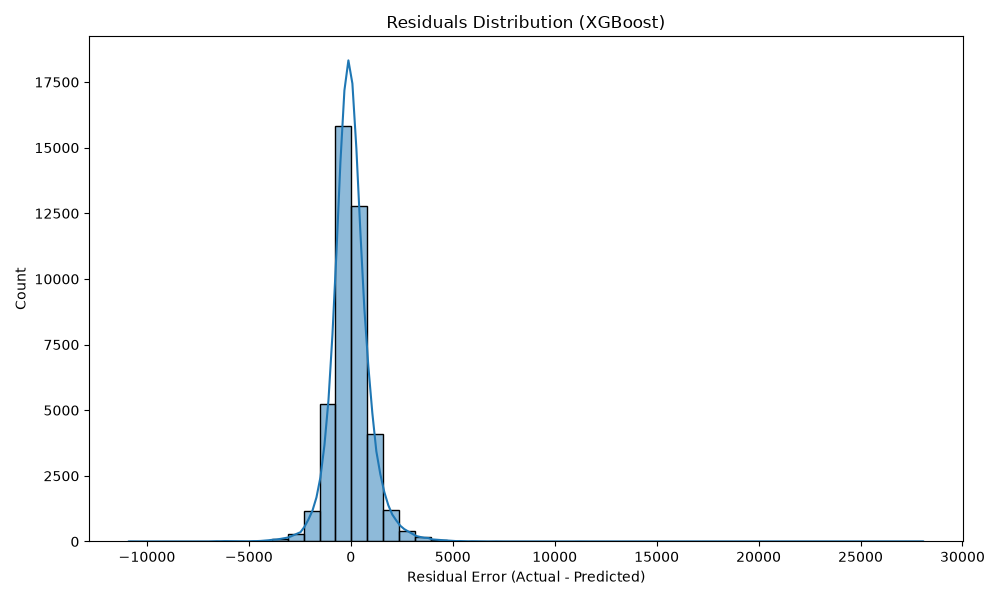 Residuals Distribution (XGBoost)
17500
15000
12500
10000
7500
5000
2500
0
Count
−10000 −5000 0 5000 10000 15000 20000 25000 30000
Residual Error (Actual - Predicted)